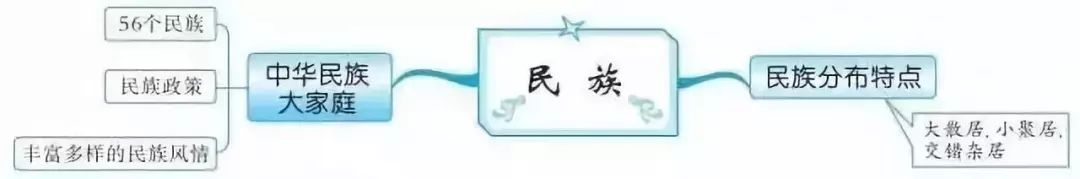 56个民族
民族政策
丰富多样的民族风情
中华民族
大家庭
民族
民族分布特点
大散居,小聚居,
交错杂居